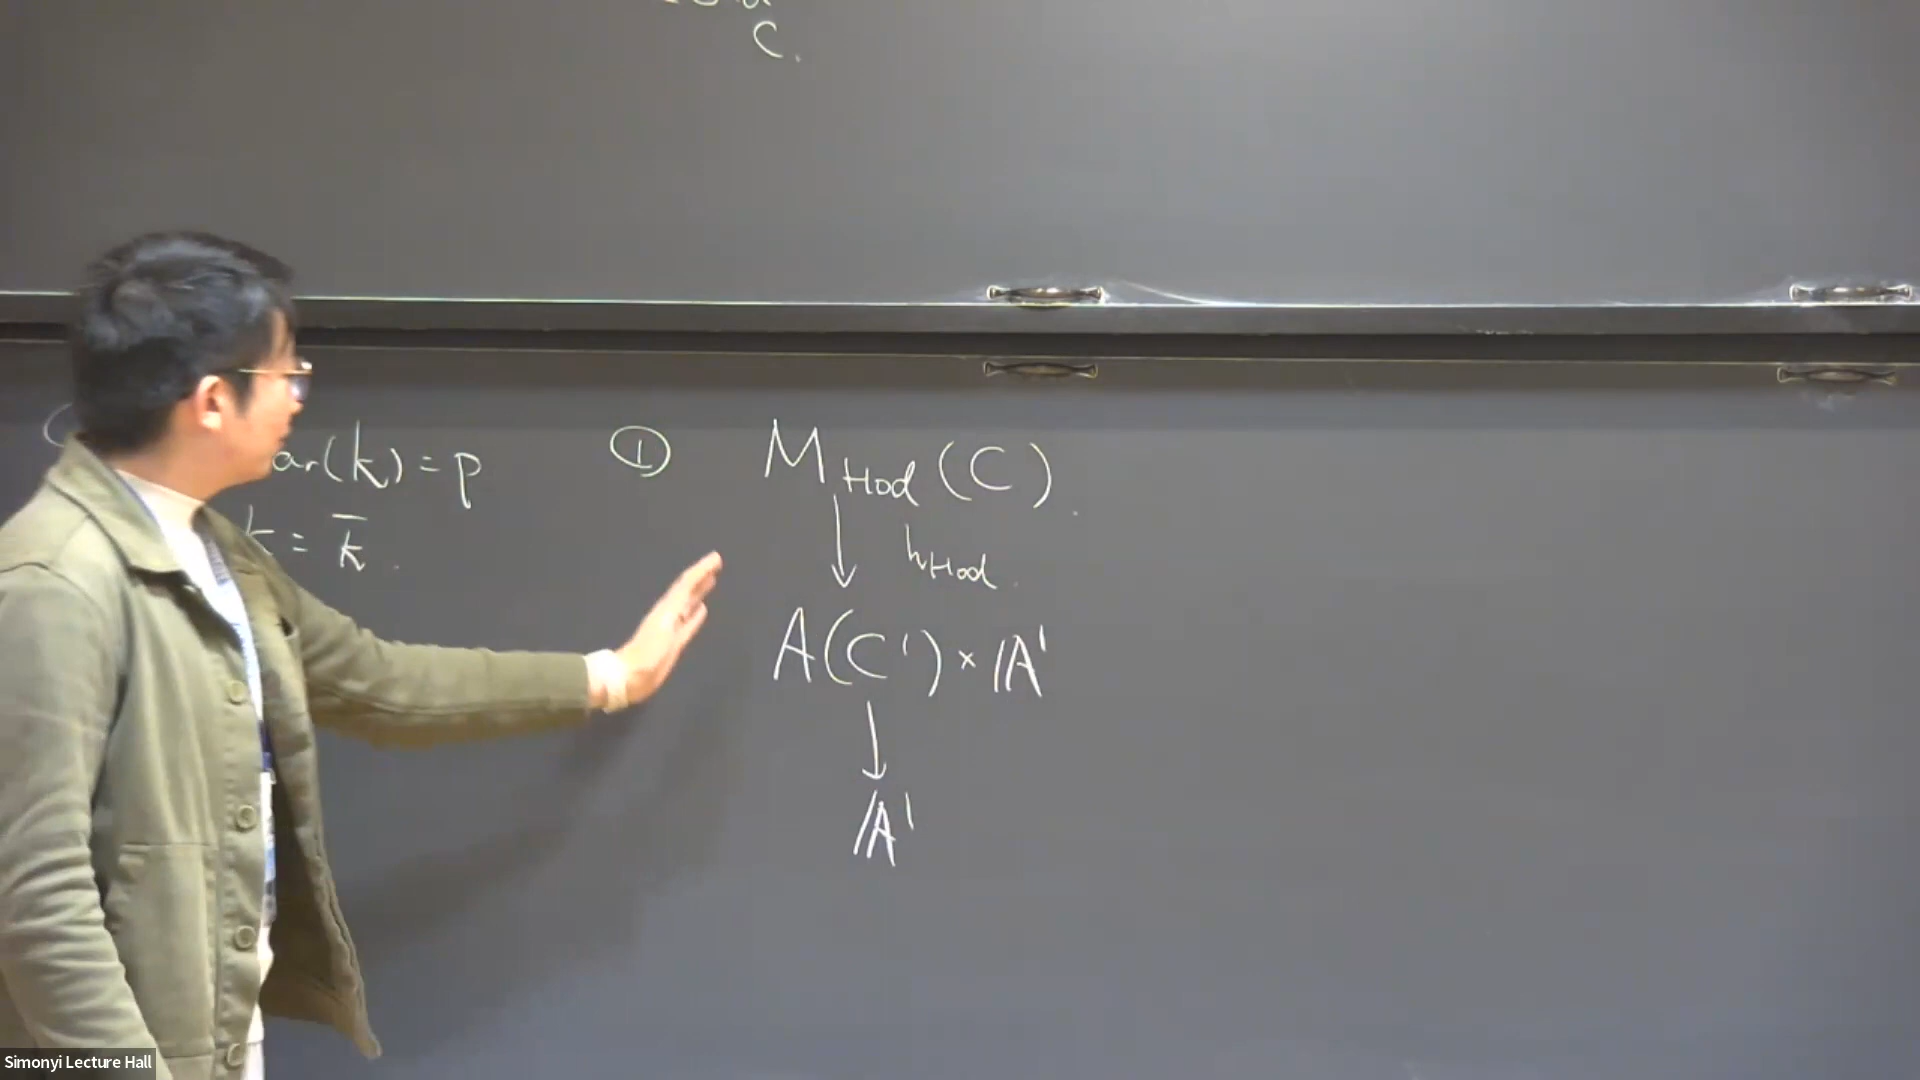 C.
ar(k) = p
k = k̄.
① M_Hod(C).
h_Hod.
A(C') × 𝔸¹
𝔸¹
Simonyi Lecture Hall